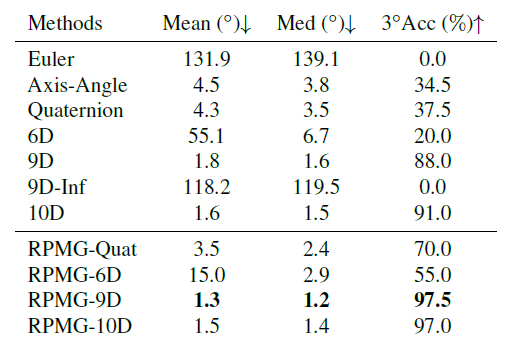 Methods Mean (°)↓ Med (°)↓ 3°Acc (%)↑
Euler 131.9 139.1 0.0
Axis-Angle 4.5 3.8 34.5
Quaternion 4.3 3.5 37.5
6D 55.1 6.7 20.0
9D 1.8 1.6 88.0
9D-Inf 118.2 119.5 0.0
10D 1.6 1.5 91.0
RPMG-Quat 3.5 2.4 70.0
RPMG-6D 15.0 2.9 55.0
RPMG-9D 1.3 1.2 97.5
RPMG-10D 1.5 1.4 97.0